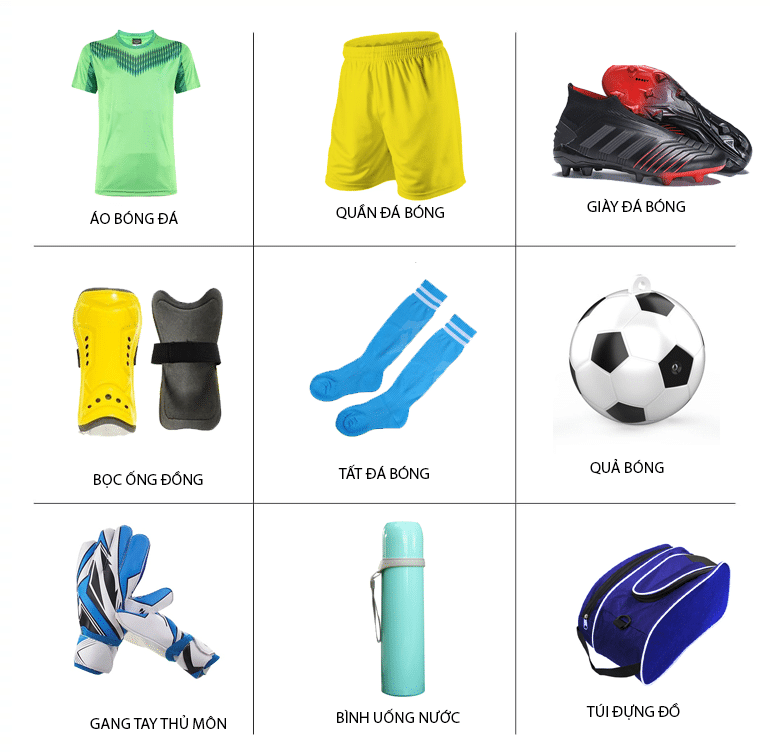 ÁO BÓNG ĐÁ
QUẦN ĐÁ BÓNG
GIÀY ĐÁ BÓNG
BỌC ỐNG ĐỒNG
TẤT ĐÁ BÓNG
QUẢ BÓNG
GANG TAY THỦ MÔN
BÌNH UỐNG NƯỚC
TÚI ĐỰNG ĐỒ